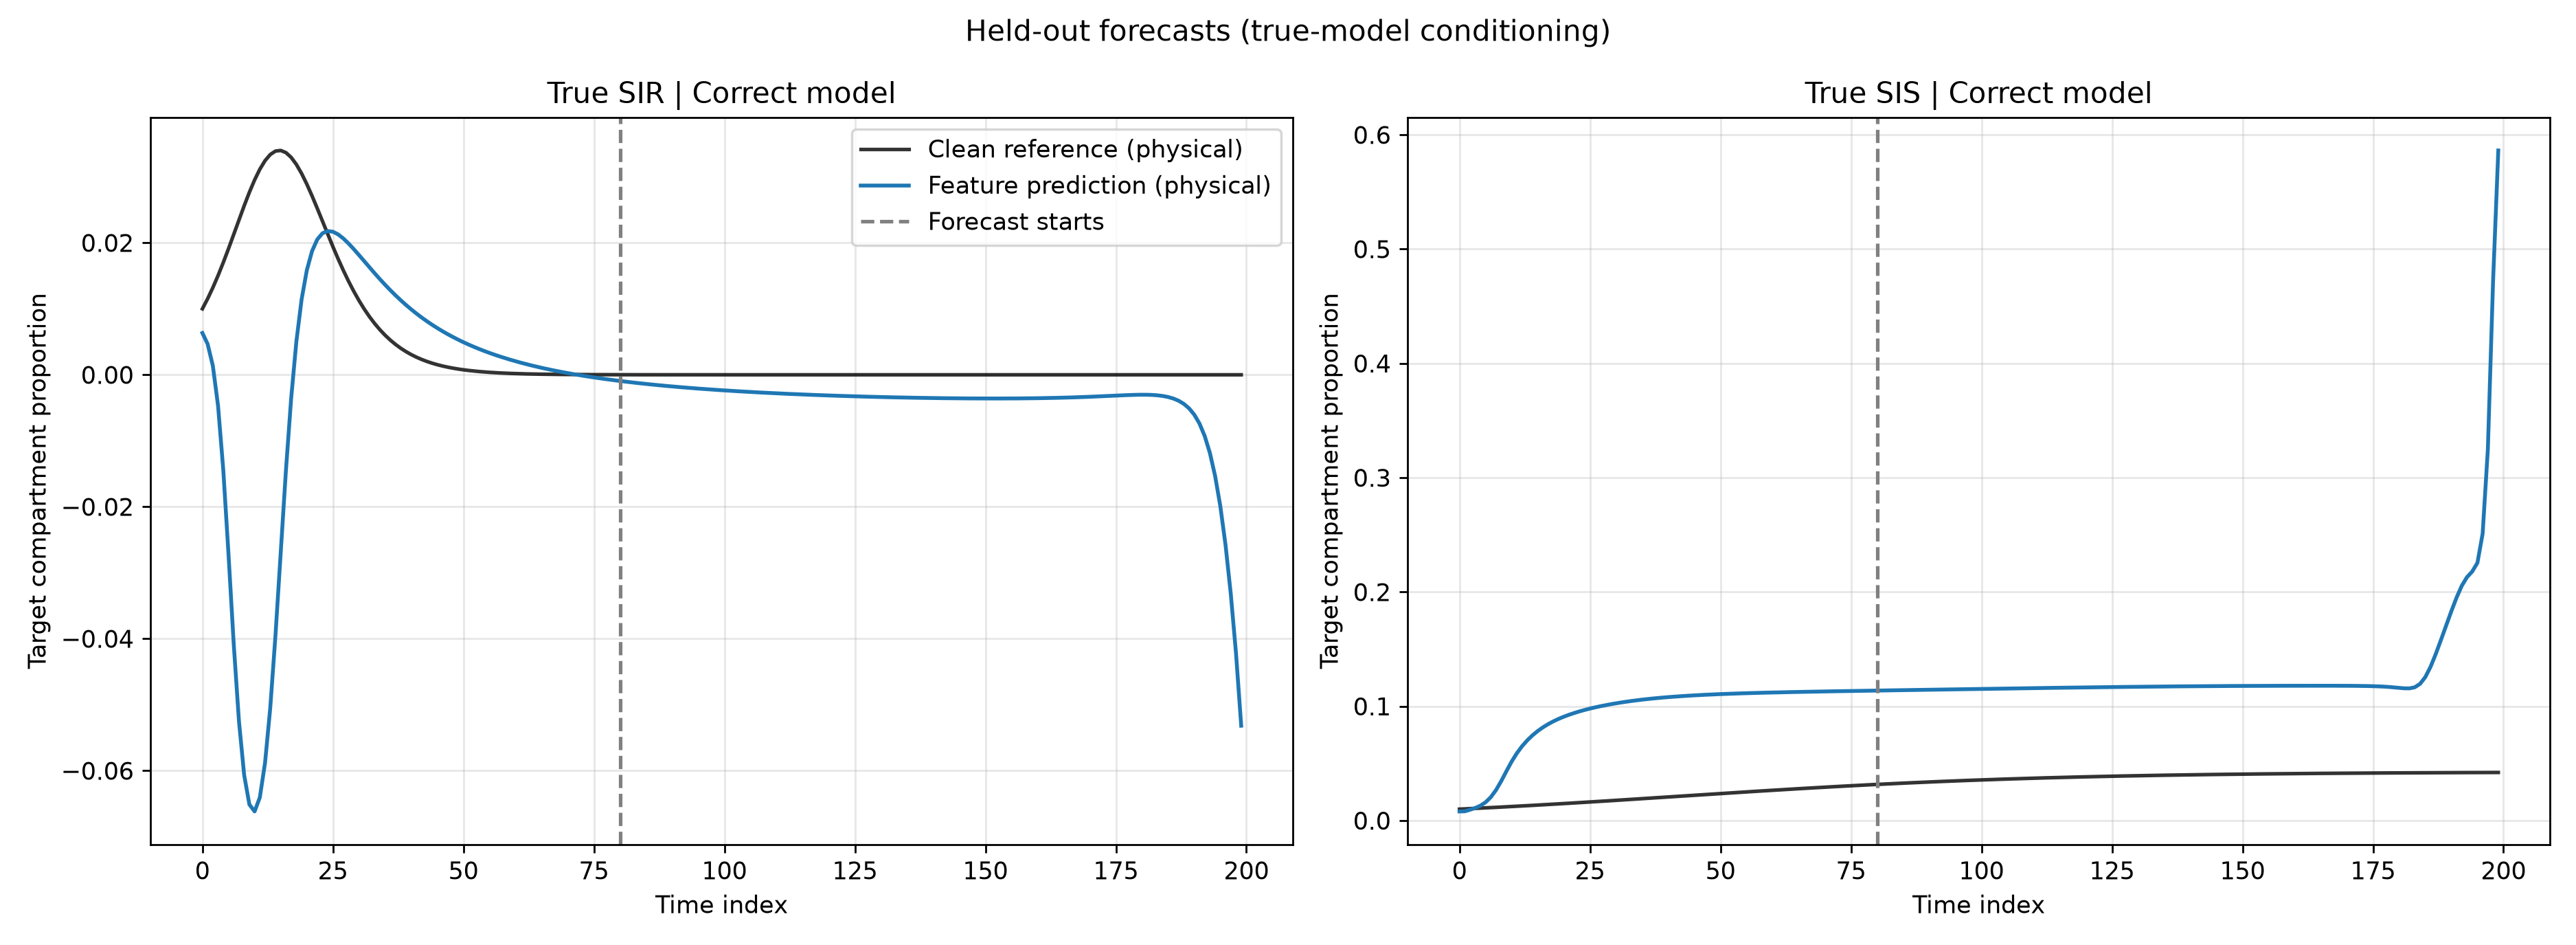 Held-out forecasts (true-model conditioning)
True SIR | Correct model
Clean reference (physical)
Feature prediction (physical)
Forecast starts
Target compartment proportion
0.02
0.00
−0.02
−0.04
−0.06
0 25 50 75 100 125 150 175 200
Time index
True SIS | Correct model
Target compartment proportion
0.6
0.5
0.4
0.3
0.2
0.1
0.0
0 25 50 75 100 125 150 175 200
Time index